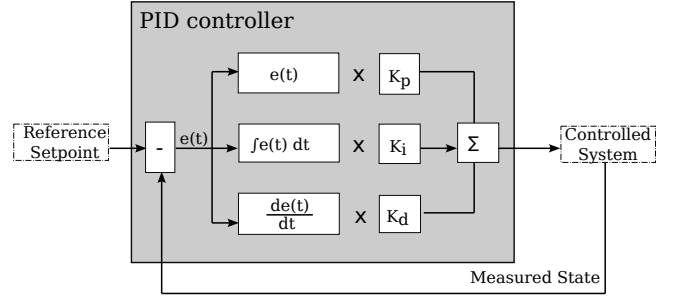 PID controller
e(t) x Kp
Reference
Setpoint
-
e(t)
∫e(t) dt x Ki
Σ
Controlled
System
de(t)
dt
x Kd
Measured State